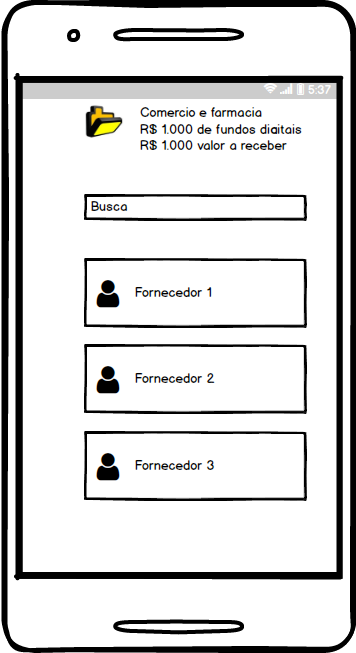 5:37
Comercio e farmacia
R$ 1.000 de fundos digitais
R$ 1.000 valor a receber
Busca
Fornecedor 1
Fornecedor 2
Fornecedor 3